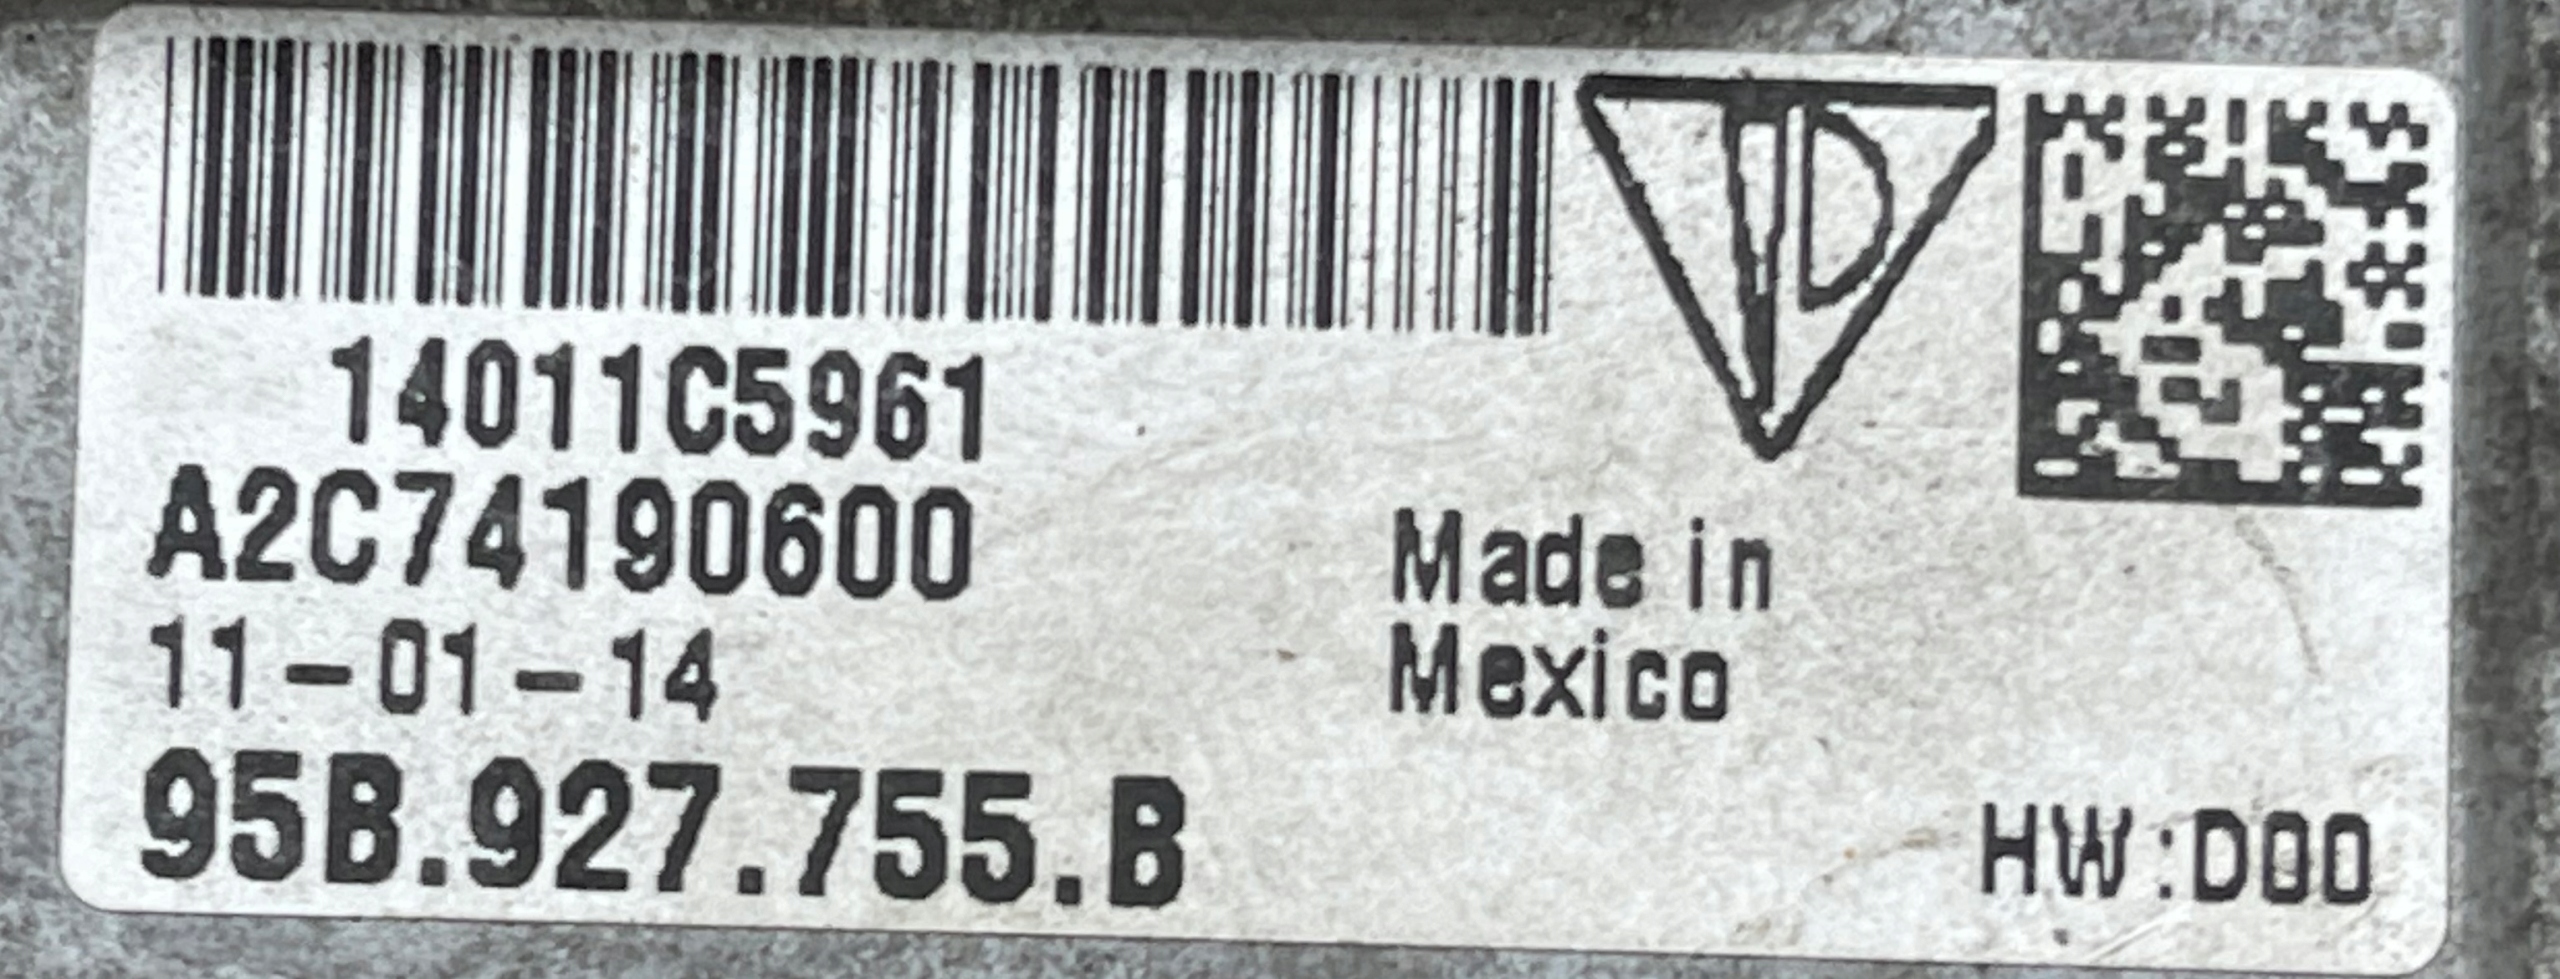 14011C5961
A2C74190600
11-01-14
95B.927.755.B
Made in
Mexico
HW:D00